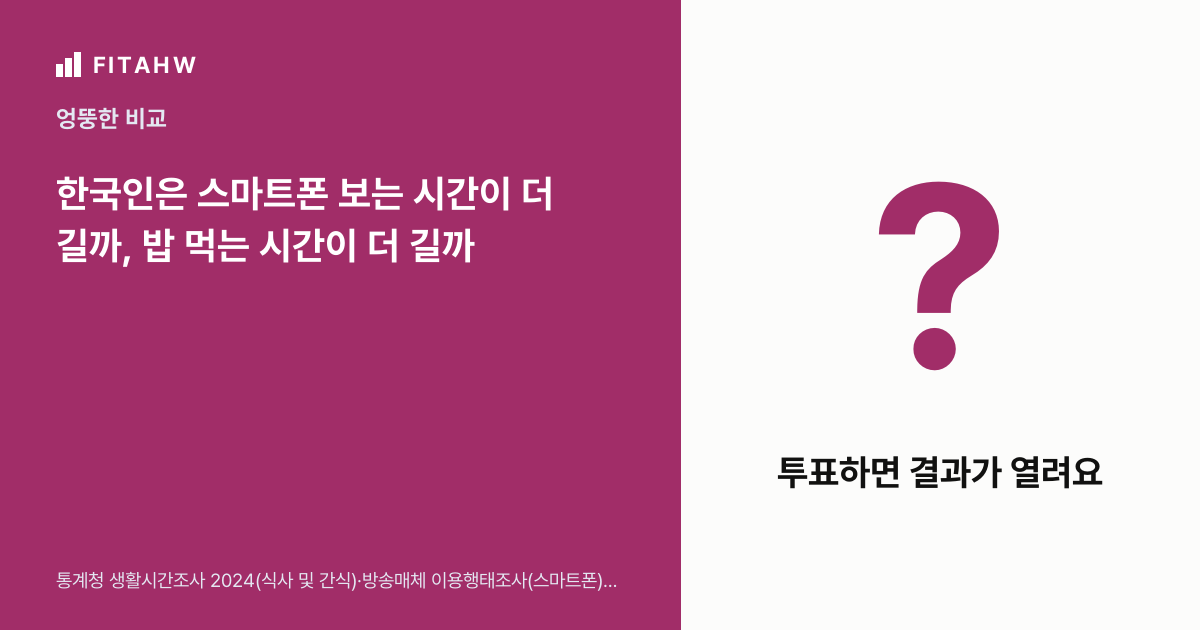 FITAHW
엉뚱한 비교
한국인은 스마트폰 보는 시간이 더
길까, 밥 먹는 시간이 더 길까
통계청 생활시간조사 2024(식사 및 간식)·방송매체 이용행태조사(스마트폰)…
?
투표하면 결과가 열려요